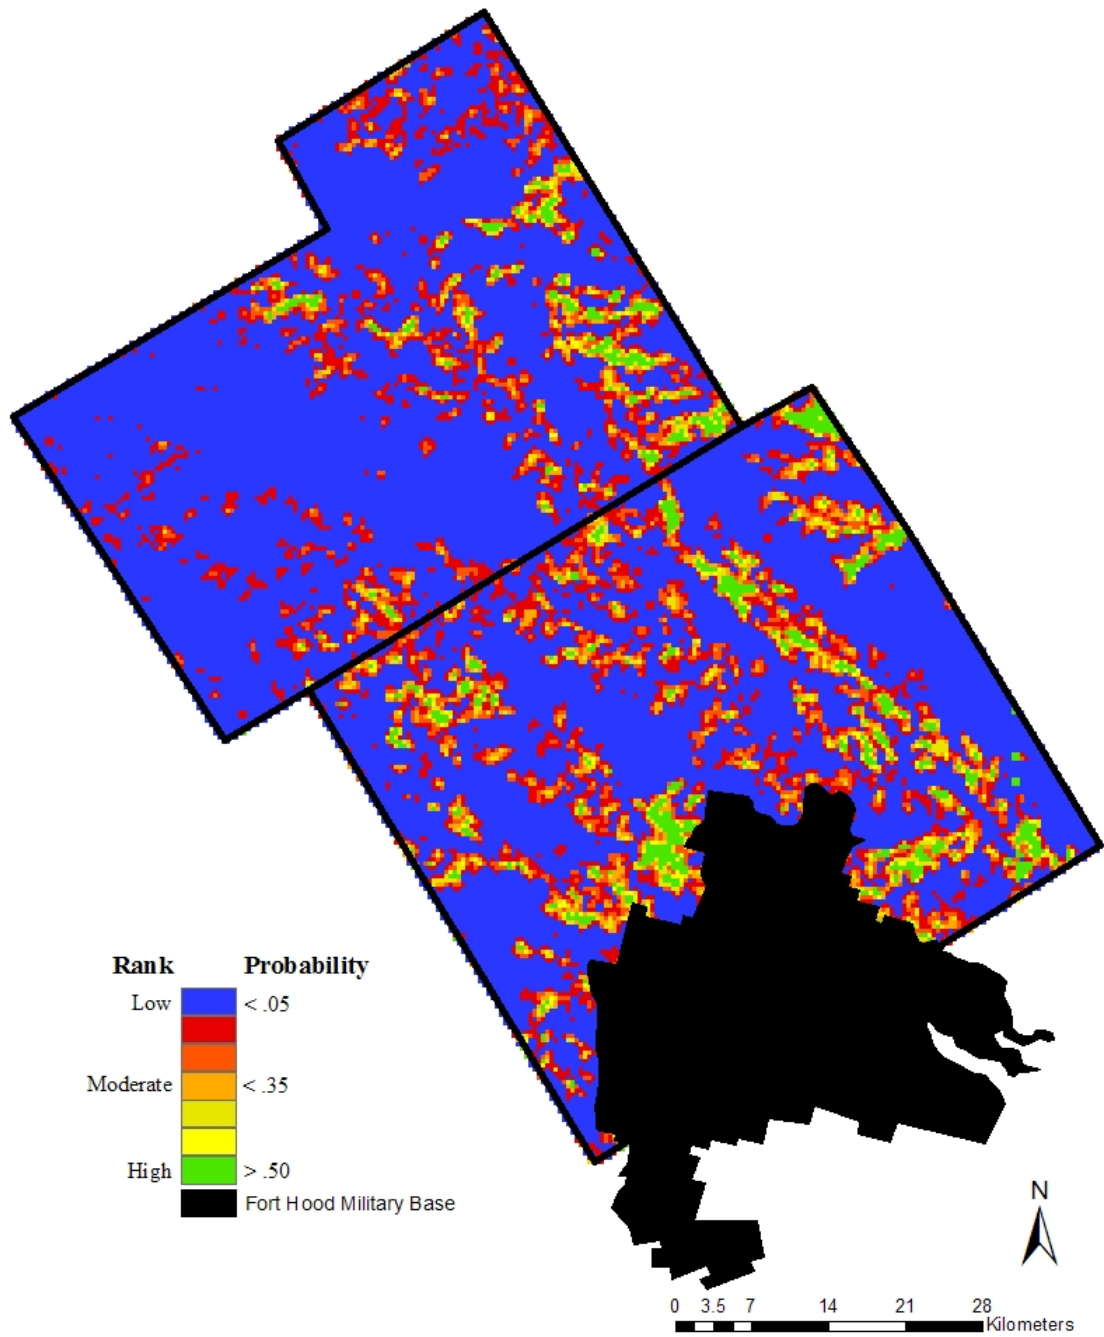 Rank Probability
Low < .05
Moderate < .35
High > .50
Fort Hood Military Base
N
0 3.5 7 14 21 28
Kilometers